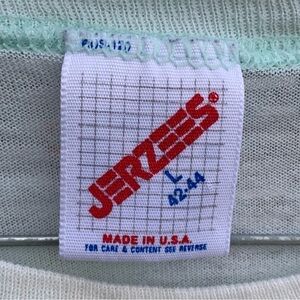 JERZEES®
L
42-44
MADE IN U.S.A.
FOR CARE & CONTENT SEE REVERSE